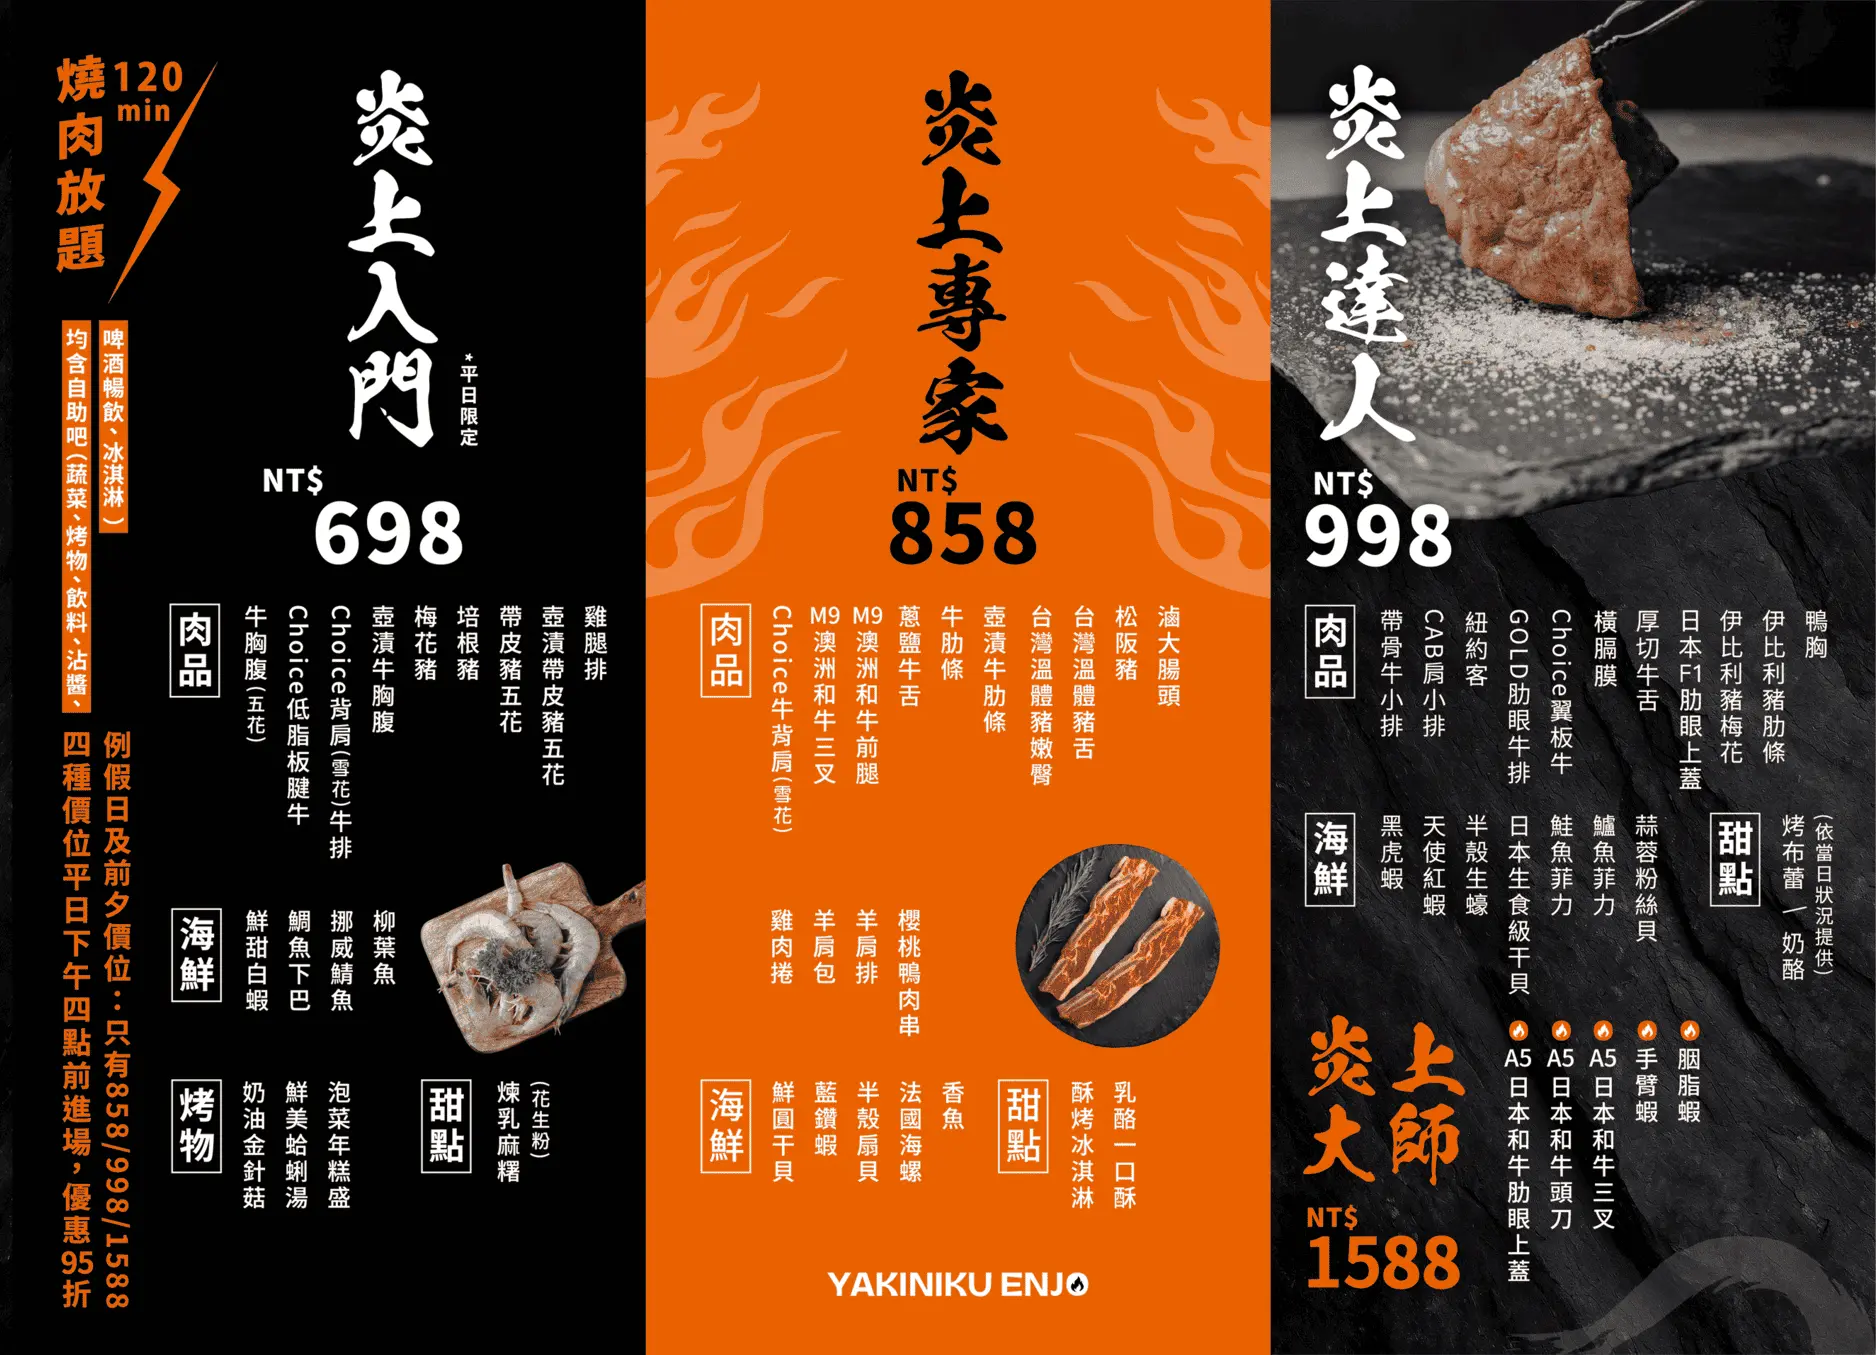 燒肉放題
120
min
均含自助吧(蔬菜、烤物、飲料、沾醬、
啤酒暢飲、冰淇淋)
例假日及前夕價位：只有858/998/1588
四種價位平日下午四點前進場，優惠95折
炎上入門
*平日限定
NT$
698
肉品
牛胸腹(五花)
Choice低脂板腱牛
Choice背肩(雪花)牛排
壺漬牛胸腹
梅花豬
培根豬
帶皮豬五花
壺漬帶皮豬五花
雞腿排
海鮮
鮮甜白蝦
鯛魚下巴
挪威鯖魚
柳葉魚
烤物
奶油金針菇
鮮美蛤蜊湯
泡菜年糕盛
甜點
煉乳麻糬
(花生粉)
炎上專家
NT$
858
肉品
Choice牛背肩(雪花)
M9澳洲和牛三叉
M9澳洲和牛前腿
蔥鹽牛舌
牛肋條
壺漬牛肋條
台灣溫體豬嫩臀
台灣溫體豬舌
松阪豬
滷大腸頭
雞肉捲
羊肩包
羊肩排
櫻桃鴨肉串
海鮮
鮮圓干貝
藍鑽蝦
半殼扇貝
法國海螺
香魚
甜點
酥烤冰淇淋
乳酪一口酥
YAKINIKU ENJO
炎上達人
NT$
998
肉品
帶骨牛小排
CAB肩小排
紐約客
GOLD肋眼牛排
Choice翼板牛
橫膈膜
厚切牛舌
日本F1肋眼上蓋
伊比利豬梅花
伊比利豬肋條
鴨胸
海鮮
黑虎蝦
天使紅蝦
半殼生蠔
日本生食級干貝
鮭魚菲力
鱸魚菲力
蒜蓉粉絲貝
甜點
烤布蕾／奶酪
(依當日狀況提供)
炎上
大師
NT$
1588
A5日本和牛肋眼上蓋
A5日本和牛頭刀
A5日本和牛三叉
手臂蝦
胭脂蝦